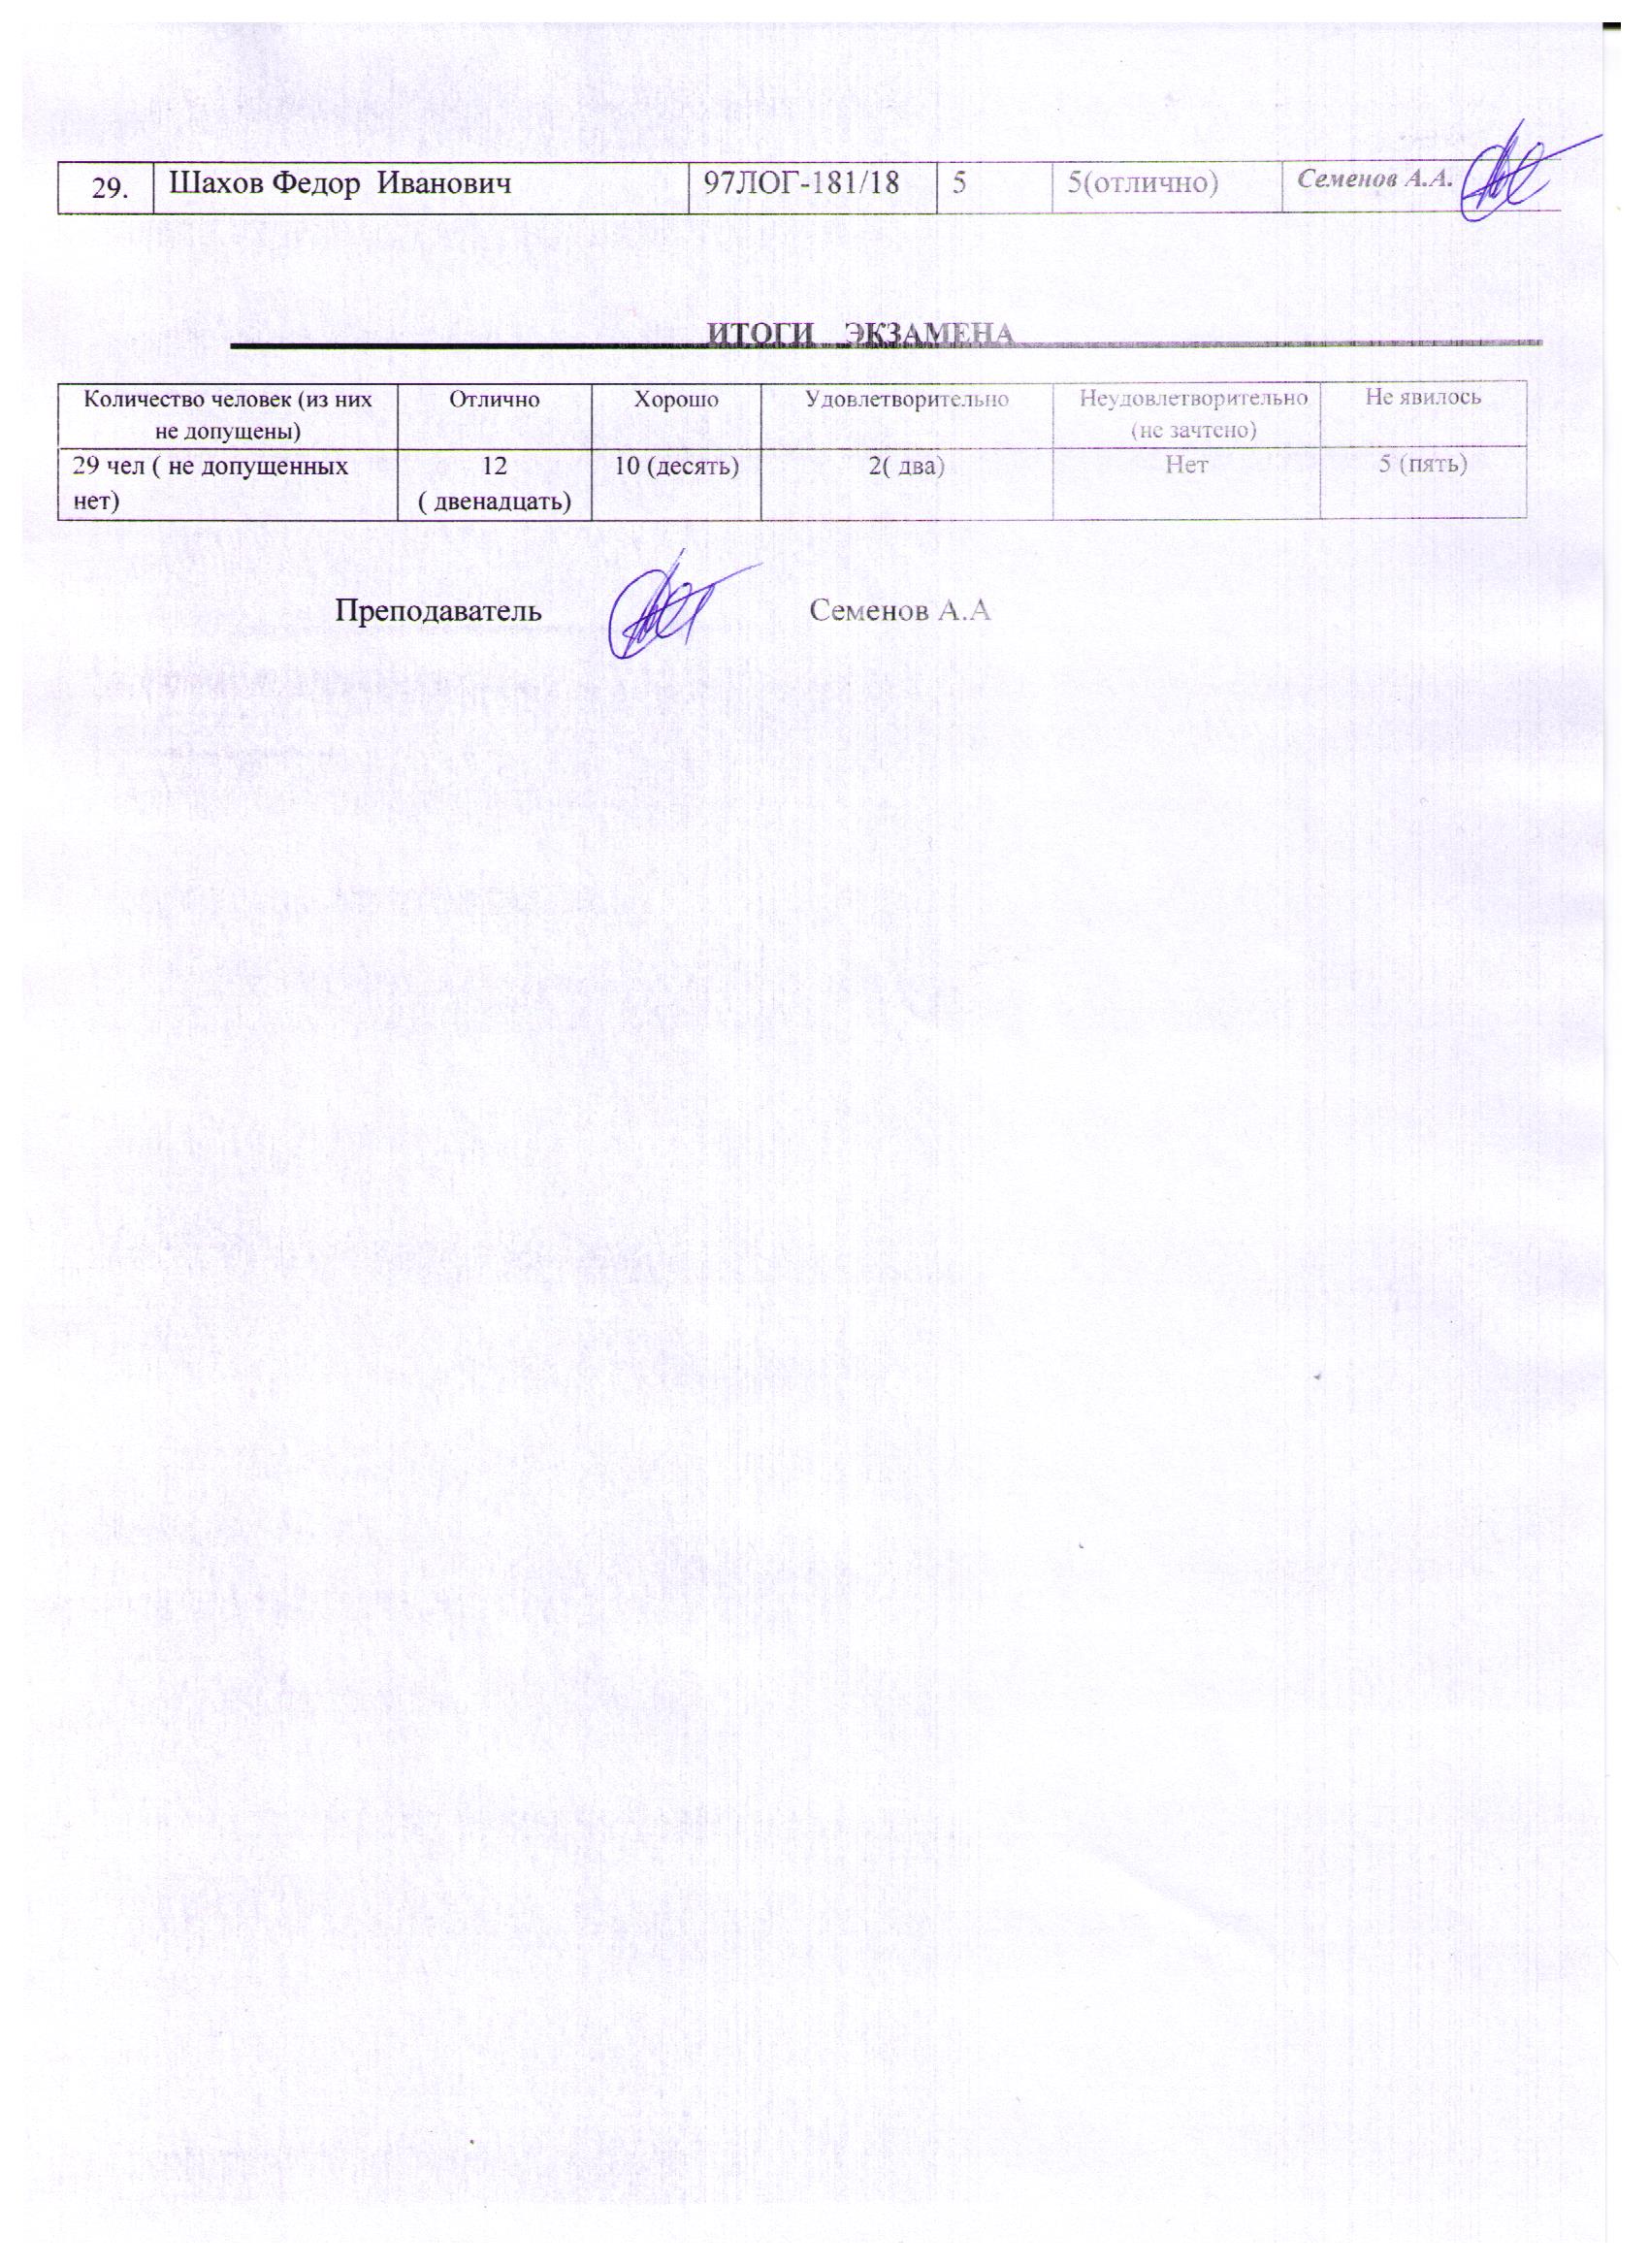 29. Шахов Федор Иванович 97ЛОГ-181/18 5 5(отлично) Семенов А.А.
ИТОГИ ЭКЗАМЕНА
Количество человек (из них не допущены) Отлично Хорошо Удовлетворительно Неудовлетворительно (не зачтено) Не явилось
29 чел ( не допущенных нет) 12 ( двенадцать) 10 (десять) 2( два) Нет 5 (пять)
Преподаватель Семенов А.А